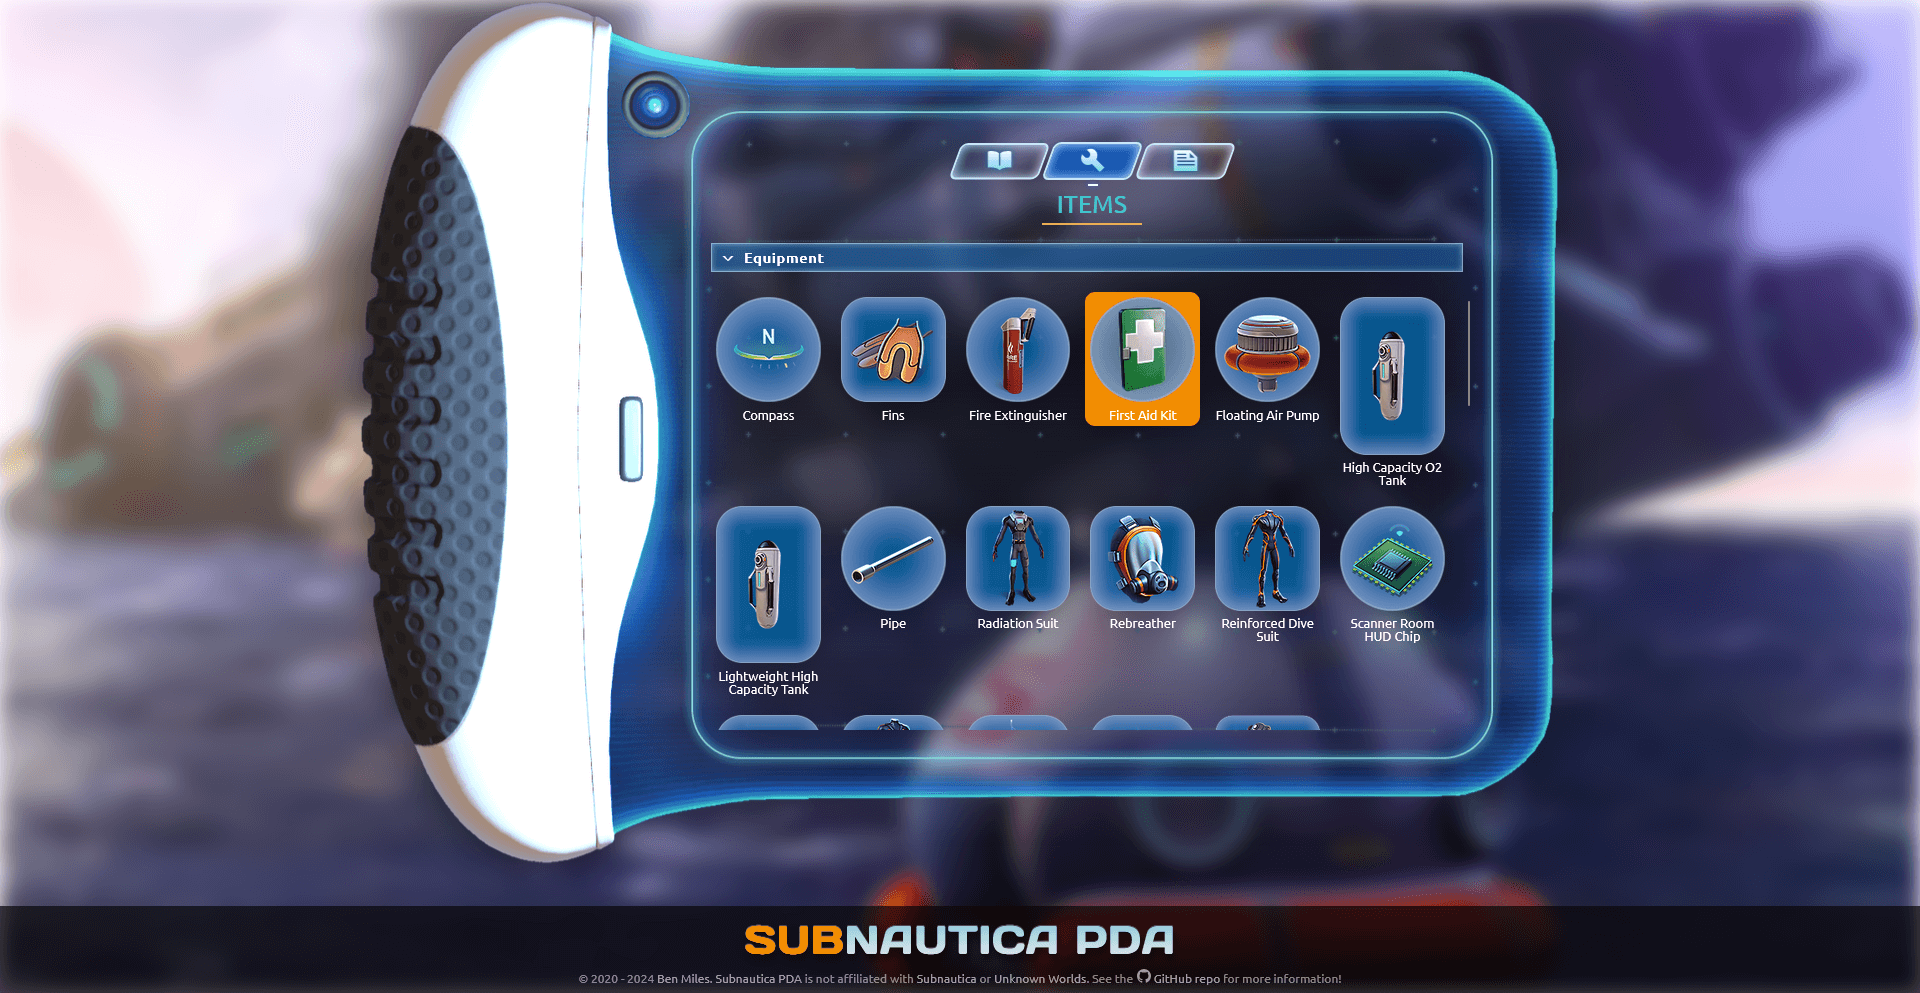 ITEMS
Equipment
N
Compass
Fins
Fire Extinguisher
First Aid Kit
Floating Air Pump
High Capacity O2
Tank
Lightweight High
Capacity Tank
Pipe
Radiation Suit
Rebreather
Reinforced Dive
Suit
Scanner Room
HUD Chip
SUBNAUTICA PDA
© 2020 - 2024 Ben Miles. Subnautica PDA is not affiliated with Subnautica or Unknown Worlds. See the GitHub repo for more information!